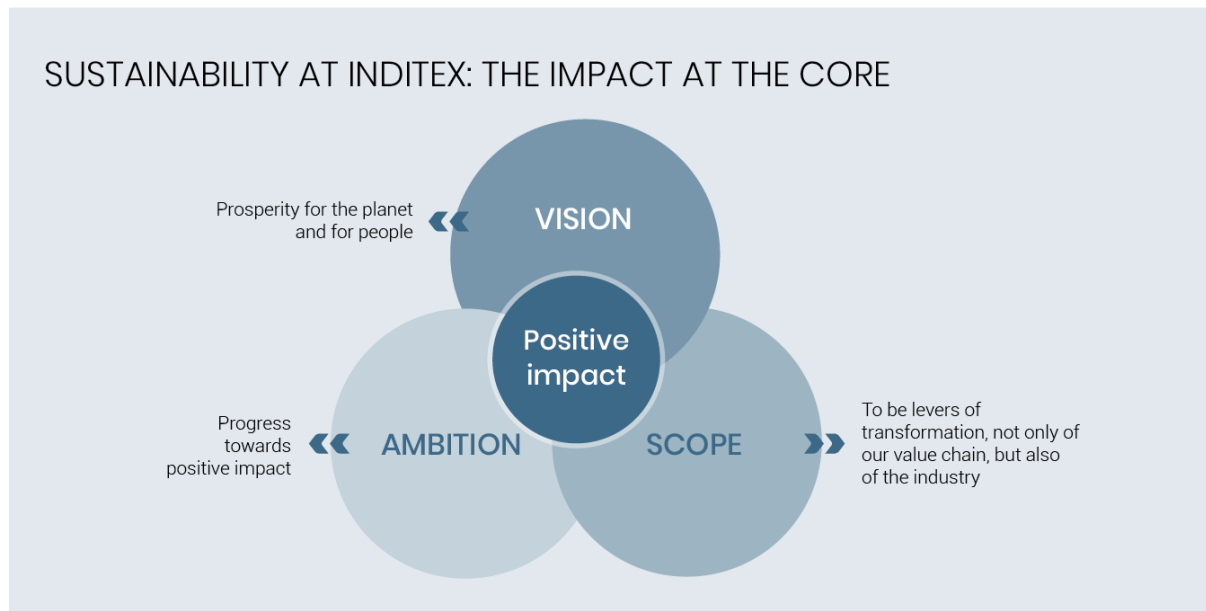 SUSTAINABILITY AT INDITEX: THE IMPACT AT THE CORE
VISION
Prosperity for the planet
and for people
Positive
impact
AMBITION
Progress
towards
positive impact
SCOPE
To be levers of
transformation, not only of
our value chain, but also
of the industry